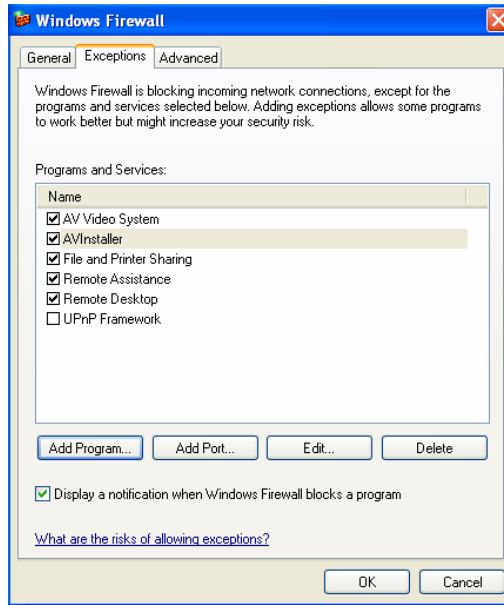 Windows Firewall
General Exceptions Advanced
Windows Firewall is blocking incoming network connections, except for the
programs and services selected below. Adding exceptions allows some programs
to work better but might increase your security risk.
Programs and Services:
Name
AV Video System
AVInstaller
File and Printer Sharing
Remote Assistance
Remote Desktop
UPnP Framework
Add Program... Add Port... Edit... Delete
Display a notification when Windows Firewall blocks a program
What are the risks of allowing exceptions?
OK Cancel